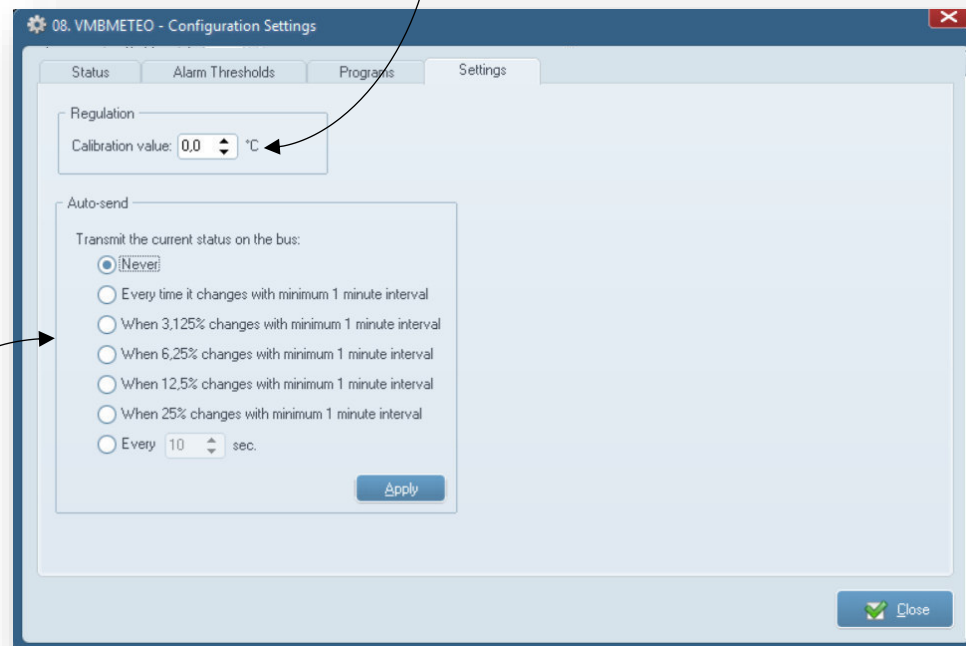 08. VMBMETEO - Configuration Settings
Status Alarm Thresholds Programs Settings
Regulation
Calibration value: 0,0 °C
Auto-send
Transmit the current status on the bus:
Never
Every time it changes with minimum 1 minute interval
When 3,125% changes with minimum 1 minute interval
When 6,25% changes with minimum 1 minute interval
When 12,5% changes with minimum 1 minute interval
When 25% changes with minimum 1 minute interval
Every 10 sec.
Apply
Close